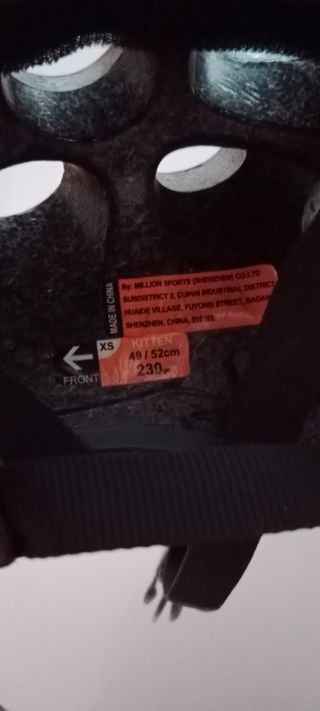 MADE IN CHINA
By: MILLION SPORTS (SHENZHEN) CO.LTD
SUBDISTRICT 2, CUIHAI INDUSTRIAL DISTRICT
HUAIDE VILLAGE, FUYONG STREET, BAOAN
SHENZHEN, CHINA, 518103
XS KITTEN
49 / 52cm
230gr
FRONT